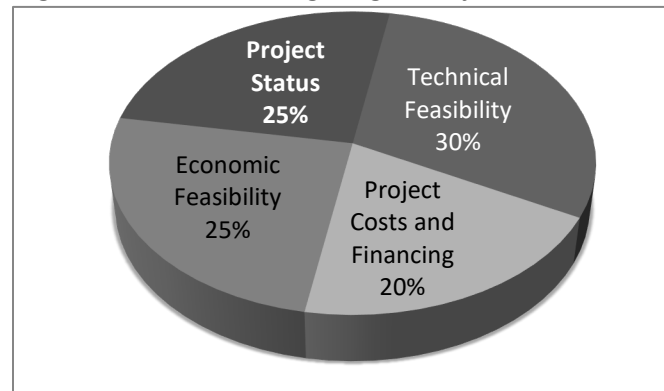 Project
Status
25%
Technical
Feasibility
30%
Economic
Feasibility
25%
Project
Costs and
Financing
20%